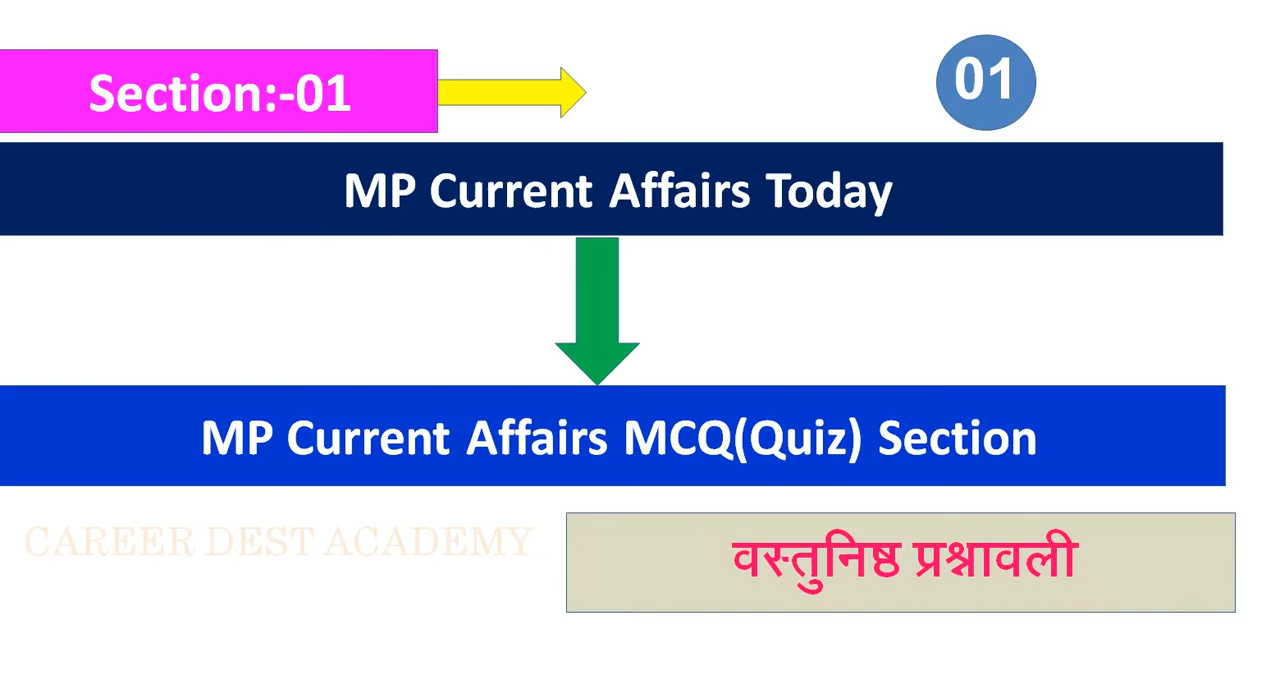 Section:-01
01
MP Current Affairs Today
MP Current Affairs MCQ(Quiz) Section
CAREER DEST ACADEMY
वस्तुनिष्ठ प्रश्नावली